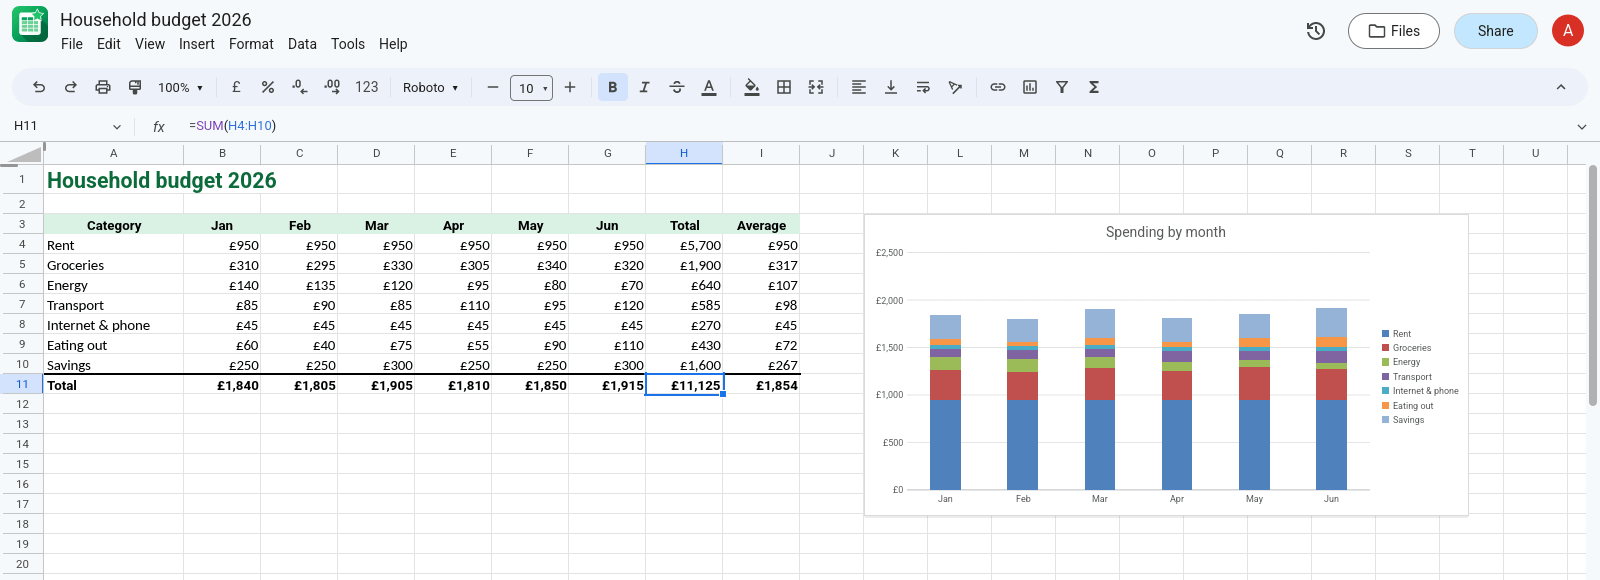 Household budget 2026
File Edit View Insert Format Data Tools Help
Files
Share
A
100%
£ % .0 .00 123
Roboto
10
B I S A Σ
H11
fx =SUM(H4:H10)
A B C D E F G H I J K L M N O P Q R S T U
1 Household budget 2026
2
3 Category Jan Feb Mar Apr May Jun Total Average
4 Rent £950 £950 £950 £950 £950 £950 £5,700 £950
5 Groceries £310 £295 £330 £305 £340 £320 £1,900 £317
6 Energy £140 £135 £120 £95 £80 £70 £640 £107
7 Transport £85 £90 £85 £110 £95 £120 £585 £98
8 Internet & phone £45 £45 £45 £45 £45 £45 £270 £45
9 Eating out £60 £40 £75 £55 £90 £110 £430 £72
10 Savings £250 £250 £300 £250 £250 £300 £1,600 £267
11 Total £1,840 £1,805 £1,905 £1,810 £1,850 £1,915 £11,125 £1,854
12
13
14
15
16
17
18
19
20
Spending by month
£2,500
£2,000
£1,500
£1,000
£500
£0
Jan Feb Mar Apr May Jun
Rent
Groceries
Energy
Transport
Internet & phone
Eating out
Savings